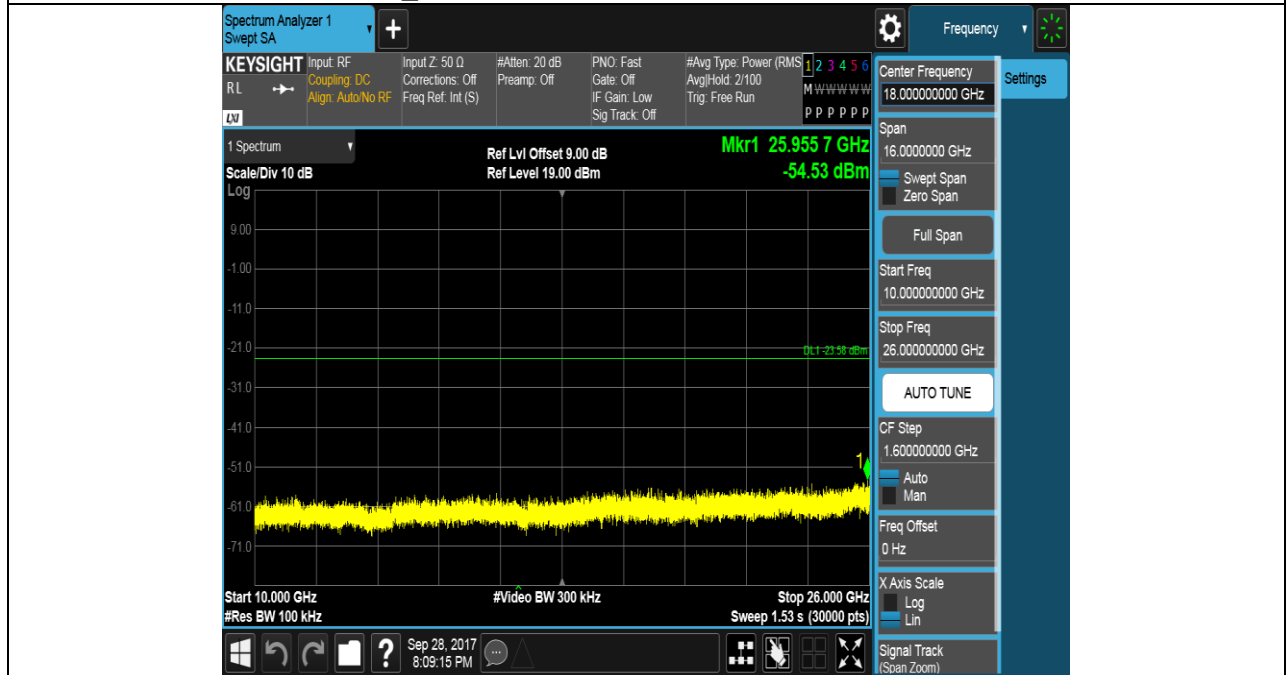 Spectrum Analyzer 1
Swept SA
+
Frequency
KEYSIGHT
RL
LXI
Input: RF
Coupling: DC
Align: Auto/No RF
Input Z: 50 Ω
Corrections: Off
Freq Ref: Int (S)
#Atten: 20 dB
Preamp: Off
PNO: Fast
Gate: Off
IF Gain: Low
Sig Track: Off
#Avg Type: Power (RMS
Avg|Hold: 2/100
Trig: Free Run
1 2 3 4 5 6
M W W W W W
P P P P P P
1 Spectrum
Scale/Div 10 dB
Ref Lvl Offset 9.00 dB
Ref Level 19.00 dBm
Mkr1 25.955 7 GHz
-54.53 dBm
Log
9.00
-1.00
-11.0
-21.0
DL1 -23.58 dBm
-31.0
-41.0
-51.0
1
-61.0
-71.0
Start 10.000 GHz
#Res BW 100 kHz
#Video BW 300 kHz
Stop 26.000 GHz
Sweep 1.53 s (30000 pts)
?
Sep 28, 2017
8:09:15 PM
Center Frequency
18.000000000 GHz
Settings
Span
16.0000000 GHz
Swept Span
Zero Span
Full Span
Start Freq
10.000000000 GHz
Stop Freq
26.000000000 GHz
AUTO TUNE
CF Step
1.600000000 GHz
Auto
Man
Freq Offset
0 Hz
X Axis Scale
Log
Lin
Signal Track
(Span Zoom)